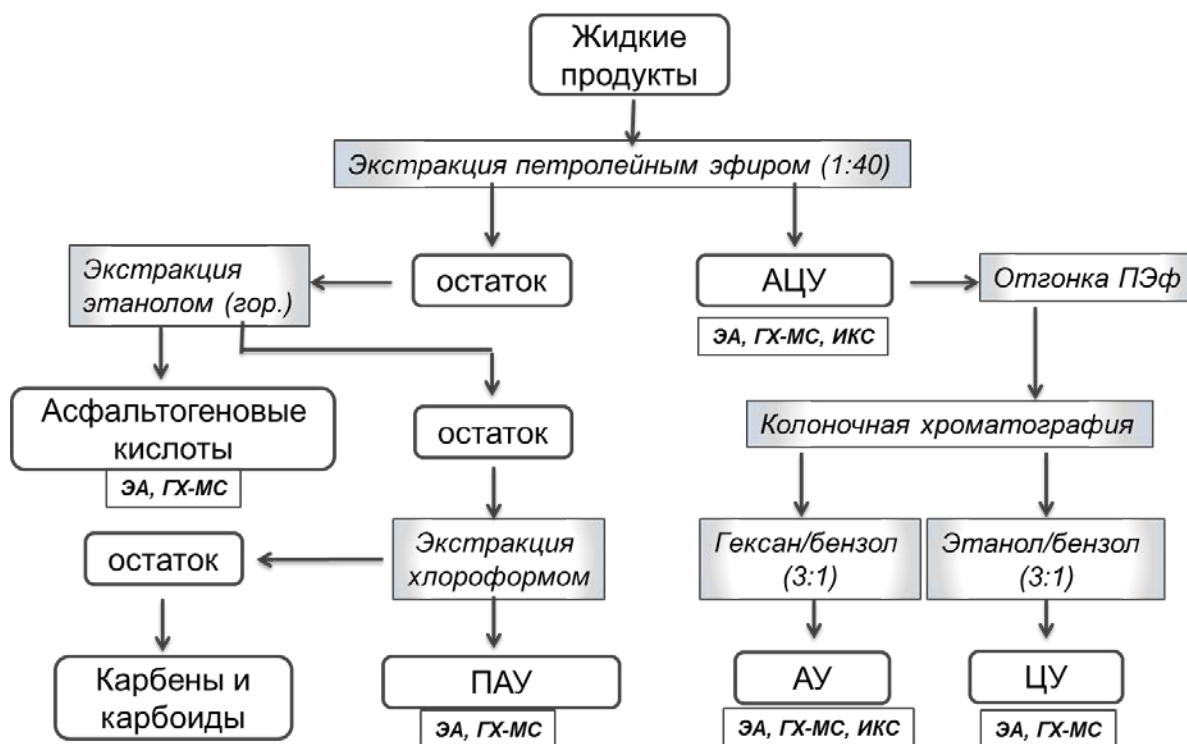 Жидкие
продукты
Экстракция петролейным эфиром (1:40)
Экстракция
этанолом (гор.)
остаток
АЦУ
Отгонка ПЭф
ЭА, ГХ-МС, ИКС
Асфальтогеновые
кислоты
ЭА, ГХ-МС
остаток
Колоночная хроматография
остаток
Экстракция
хлороформом
Гексан/бензол
(3:1)
Этанол/бензол
(3:1)
Карбены и
карбоиды
ПАУ
ЭА, ГХ-МС
АУ
ЭА, ГХ-МС, ИКС
ЦУ
ЭА, ГХ-МС